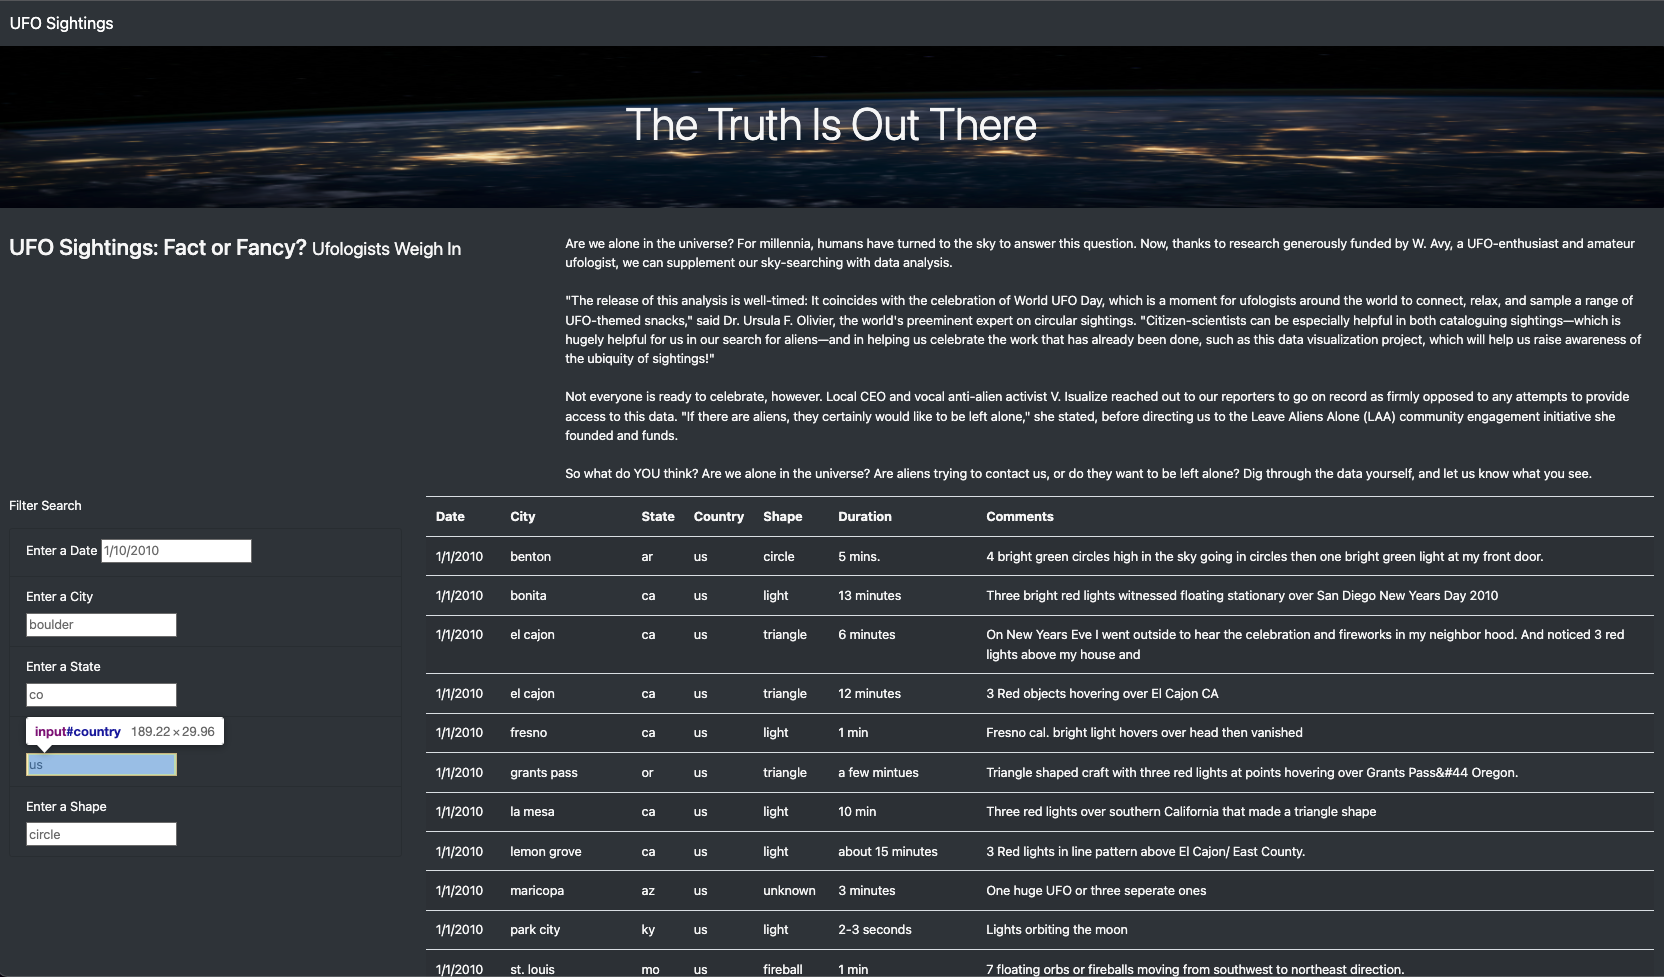 UFO Sightings
The Truth Is Out There
UFO Sightings: Fact or Fancy? Ufologists Weigh In
Are we alone in the universe? For millennia, humans have turned to the sky to answer this question. Now, thanks to research generously funded by W. Avy, a UFO-enthusiast and amateur
ufologist, we can supplement our sky-searching with data analysis.
"The release of this analysis is well-timed: It coincides with the celebration of World UFO Day, which is a moment for ufologists around the world to connect, relax, and sample a range of
UFO-themed snacks," said Dr. Ursula F. Olivier, the world's preeminent expert on circular sightings. "Citizen-scientists can be especially helpful in both cataloguing sightings—which is
hugely helpful for us in our search for aliens—and in helping us celebrate the work that has already been done, such as this data visualization project, which will help us raise awareness of
the ubiquity of sightings!"
Not everyone is ready to celebrate, however. Local CEO and vocal anti-alien activist V. Isualize reached out to our reporters to go on record as firmly opposed to any attempts to provide
access to this data. "If there are aliens, they certainly would like to be left alone," she stated, before directing us to the Leave Aliens Alone (LAA) community engagement initiative she
founded and funds.
So what do YOU think? Are we alone in the universe? Are aliens trying to contact us, or do they want to be left alone? Dig through the data yourself, and let us know what you see.
Filter Search
Enter a Date 1/10/2010
Enter a City
boulder
Enter a State
co
input#country 189.22 × 29.96
us
Enter a Shape
circle
Date City State Country Shape Duration Comments
1/1/2010 benton ar us circle 5 mins. 4 bright green circles high in the sky going in circles then one bright green light at my front door.
1/1/2010 bonita ca us light 13 minutes Three bright red lights witnessed floating stationary over San Diego New Years Day 2010
1/1/2010 el cajon ca us triangle 6 minutes On New Years Eve I went outside to hear the celebration and fireworks in my neighbor hood. And noticed 3 red
lights above my house and
1/1/2010 el cajon ca us triangle 12 minutes 3 Red objects hovering over El Cajon CA
1/1/2010 fresno ca us light 1 min Fresno cal. bright light hovers over head then vanished
1/1/2010 grants pass or us triangle a few mintues Triangle shaped craft with three red lights at points hovering over Grants Pass&#44 Oregon.
1/1/2010 la mesa ca us light 10 min Three red lights over southern California that made a triangle shape
1/1/2010 lemon grove ca us light about 15 minutes 3 Red lights in line pattern above El Cajon/ East County.
1/1/2010 maricopa az us unknown 3 minutes One huge UFO or three seperate ones
1/1/2010 park city ky us light 2-3 seconds Lights orbiting the moon
1/1/2010 st. louis mo us fireball 1 min 7 floating orbs or fireballs moving from southwest to northeast direction.